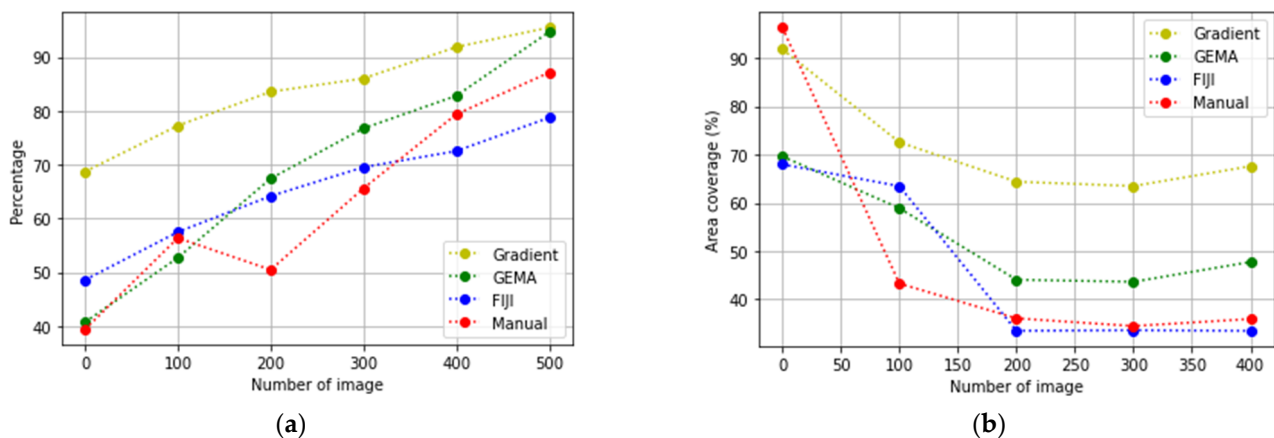 90
80
70
60
50
40
Percentage
0 100 200 300 400 500
Number of image
Gradient
GEMA
FIJI
Manual
(a)
90
80
70
60
50
40
Area coverage (%)
0 50 100 150 200 250 300 350 400
Number of image
Gradient
GEMA
FIJI
Manual
(b)